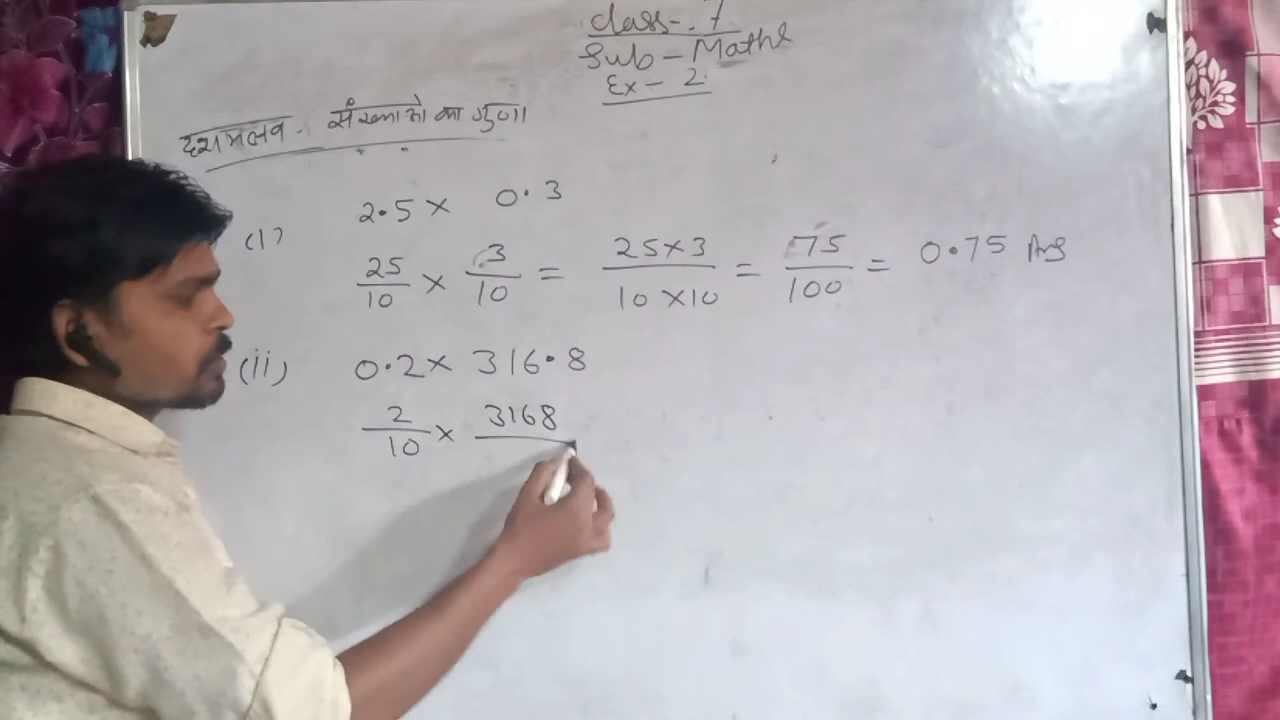 Class-. 7
Sub - Maths
Ex - 2.
दशमलव. संख्याओ का गुणा
(i) 2.5 × 0.3
25/10 × 3/10 = 25×3/10×10 = 75/100 = 0.75 Ans
(ii) 0.2 × 316.8
2/10 × 3168/